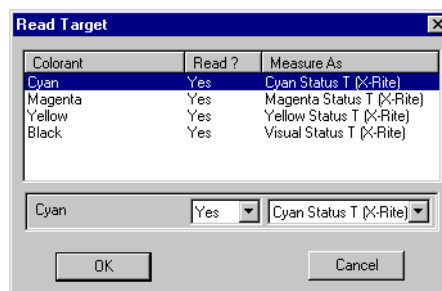 Read Target
Colorant Read ? Measure As
Cyan Yes Cyan Status T (X-Rite)
Magenta Yes Magenta Status T (X-Rite)
Yellow Yes Yellow Status T (X-Rite)
Black Yes Visual Status T (X-Rite)
Cyan Yes Cyan Status T (X-Rite)
OK Cancel